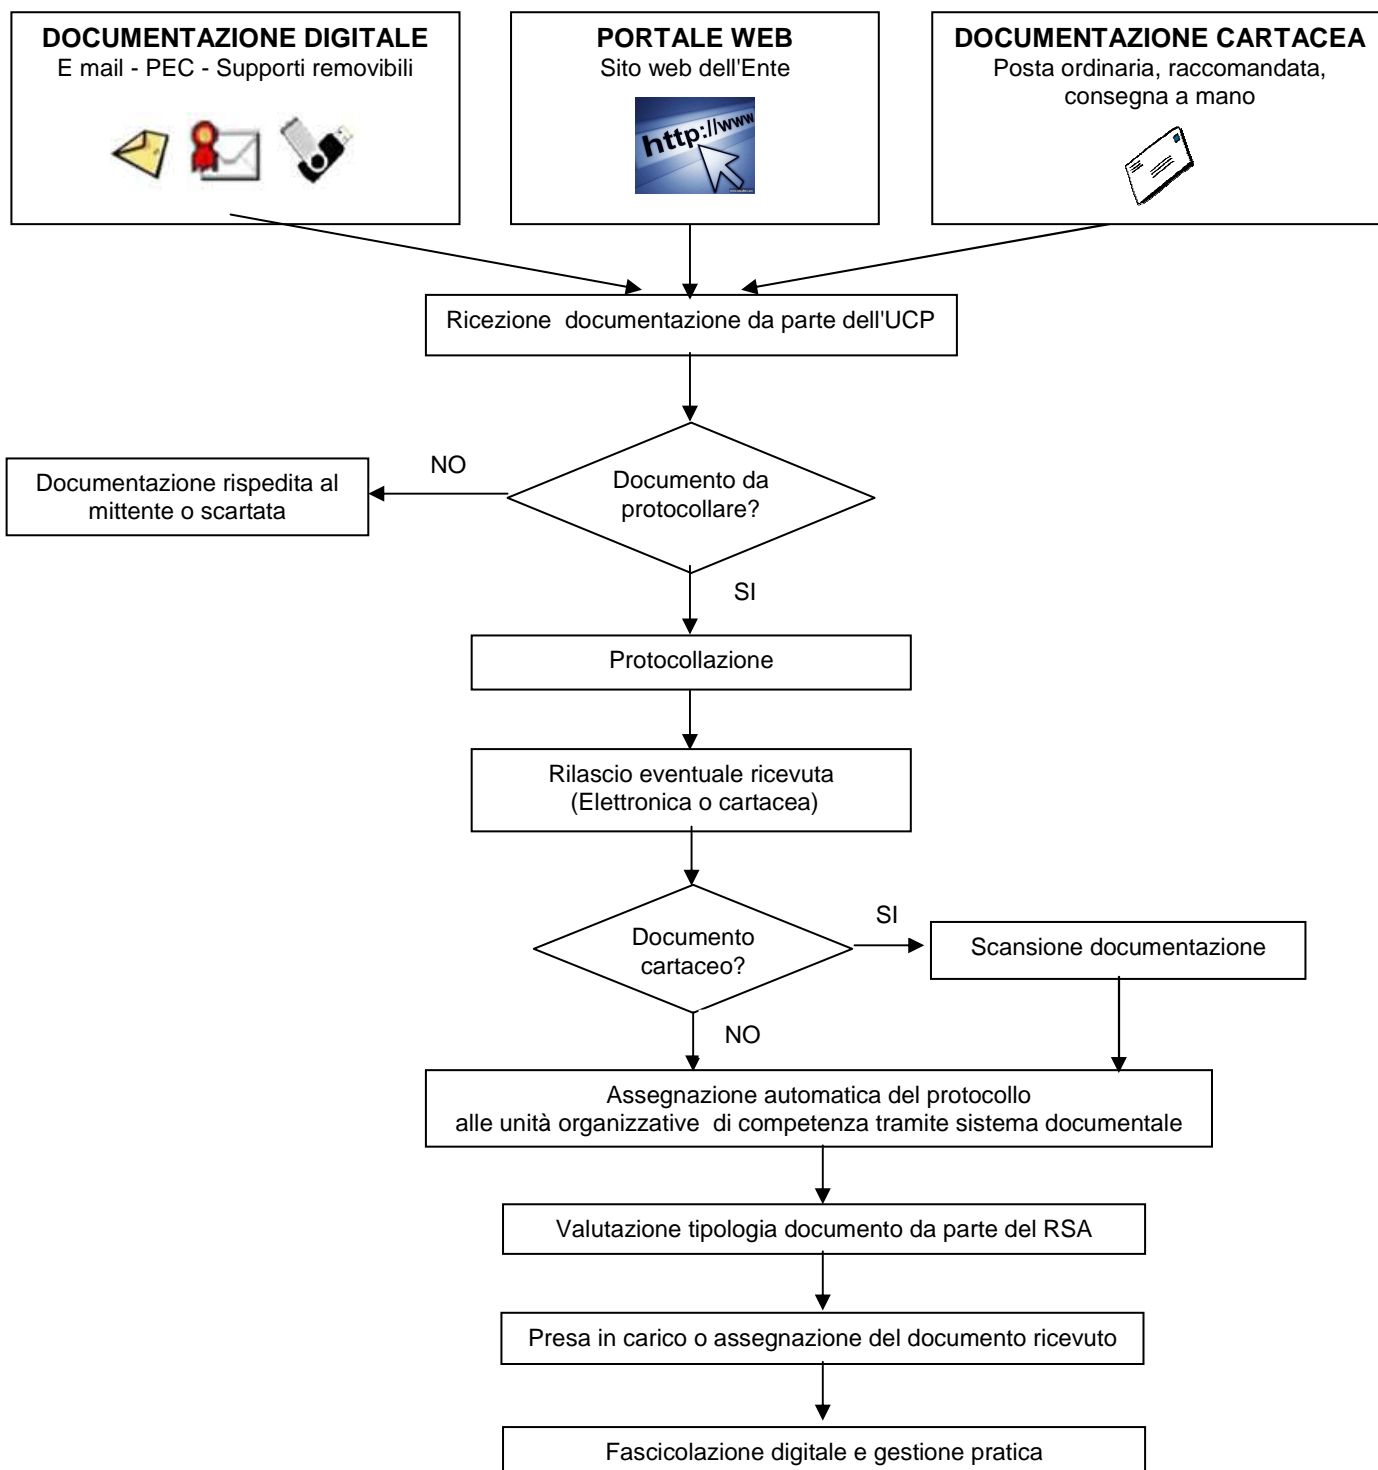 DOCUMENTAZIONE DIGITALE
E mail - PEC - Supporti removibili
PORTALE WEB
Sito web dell'Ente
http://www
DOCUMENTAZIONE CARTACEA
Posta ordinaria, raccomandata,
consegna a mano
Ricezione documentazione da parte dell'UCP
Documento da
protocollare?
NO
Documentazione rispedita al
mittente o scartata
SI
Protocollazione
Rilascio eventuale ricevuta
(Elettronica o cartacea)
Documento
cartaceo?
SI
Scansione documentazione
NO
Assegnazione automatica del protocollo
alle unità organizzative di competenza tramite sistema documentale
Valutazione tipologia documento da parte del RSA
Presa in carico o assegnazione del documento ricevuto
Fascicolazione digitale e gestione pratica